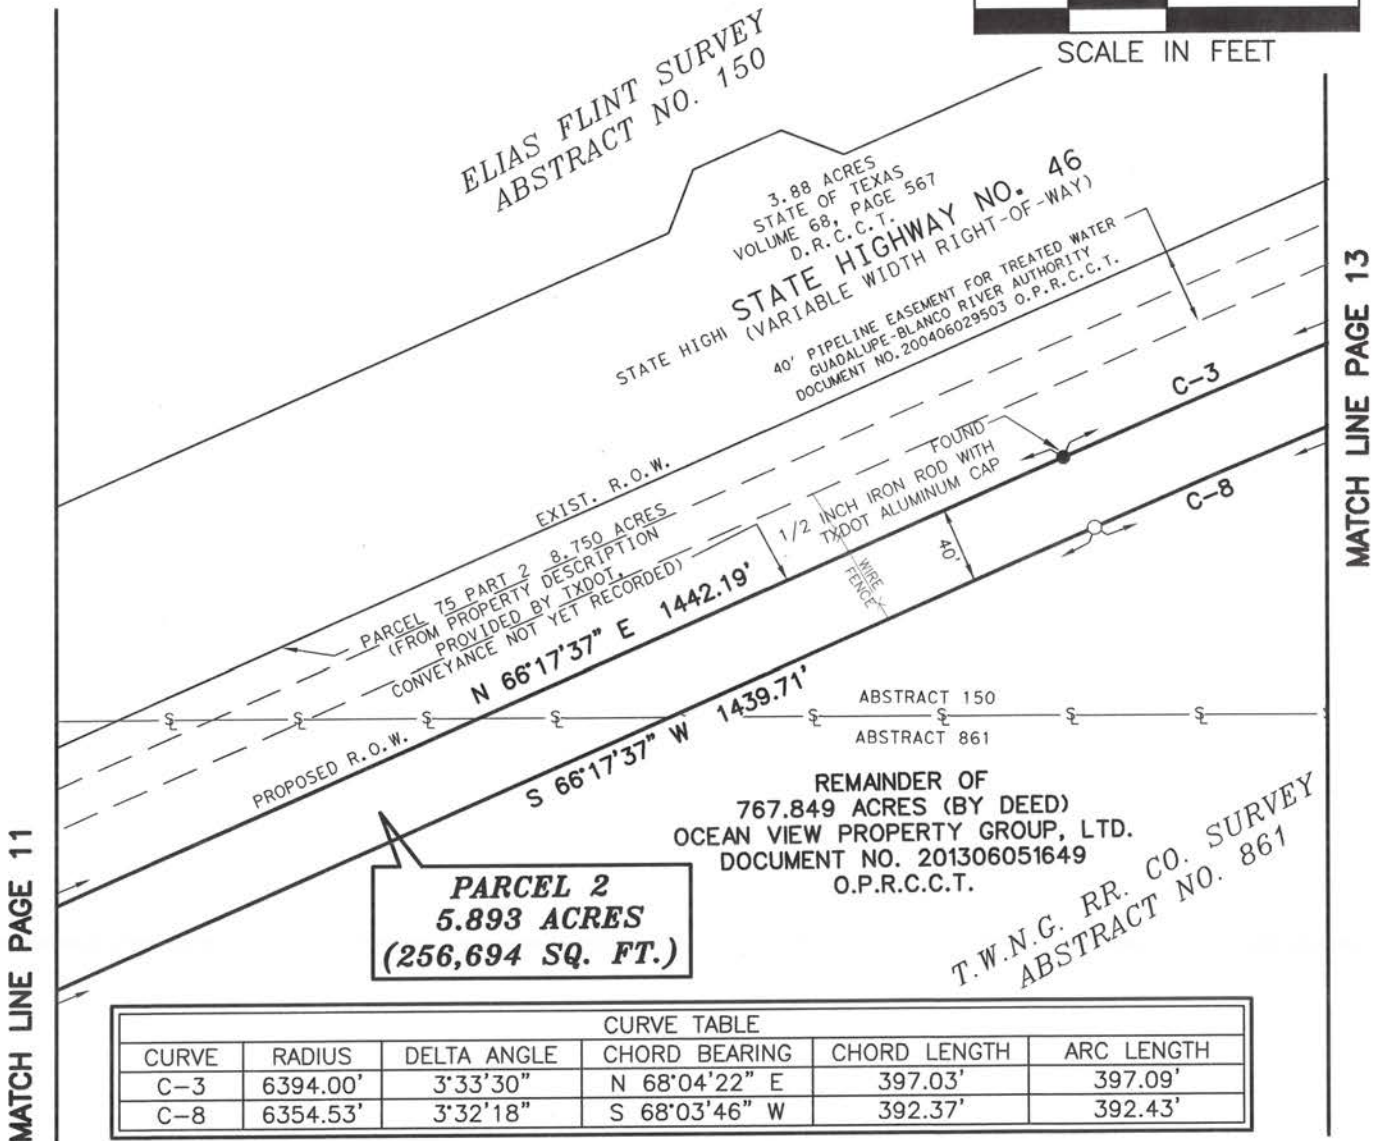 SCALE IN FEET
ELIAS FLINT SURVEY
ABSTRACT NO. 150
3.88 ACRES
STATE OF TEXAS
VOLUME 68, PAGE 567
D.R.C.C.T.
STATE HIGHWAY NO. 46
(VARIABLE WIDTH RIGHT-OF-WAY)
STATE HIGHI
40' PIPELINE EASEMENT FOR TREATED WATER
GUADALUPE-BLANCO RIVER AUTHORITY
DOCUMENT NO. 200406029503 O.P.R.C.C.T.
MATCH LINE PAGE 13
C-3
C-8
FOUND
1/2 INCH IRON ROD WITH
TXDOT ALUMINUM CAP
EXIST. R.O.W.
40'
WIRE
FENCE
PARCEL 75 PART 2 8.750 ACRES
(FROM PROPERTY DESCRIPTION
PROVIDED BY TXDOT,
CONVEYANCE NOT YET RECORDED)
N 66°17'37" E 1442.19'
S 66°17'37" W 1439.71'
PROPOSED R.O.W.
ABSTRACT 150
ABSTRACT 861
REMAINDER OF
767.849 ACRES (BY DEED)
OCEAN VIEW PROPERTY GROUP, LTD.
DOCUMENT NO. 201306051649
O.P.R.C.C.T.
T.W.N.G. RR. CO. SURVEY
ABSTRACT NO. 861
PARCEL 2
5.893 ACRES
(256,694 SQ. FT.)
MATCH LINE PAGE 11
CURVE TABLE
CURVE RADIUS DELTA ANGLE CHORD BEARING CHORD LENGTH ARC LENGTH
C-3 6394.00' 3°33'30" N 68°04'22" E 397.03' 397.09'
C-8 6354.53' 3°32'18" S 68°03'46" W 392.37' 392.43'